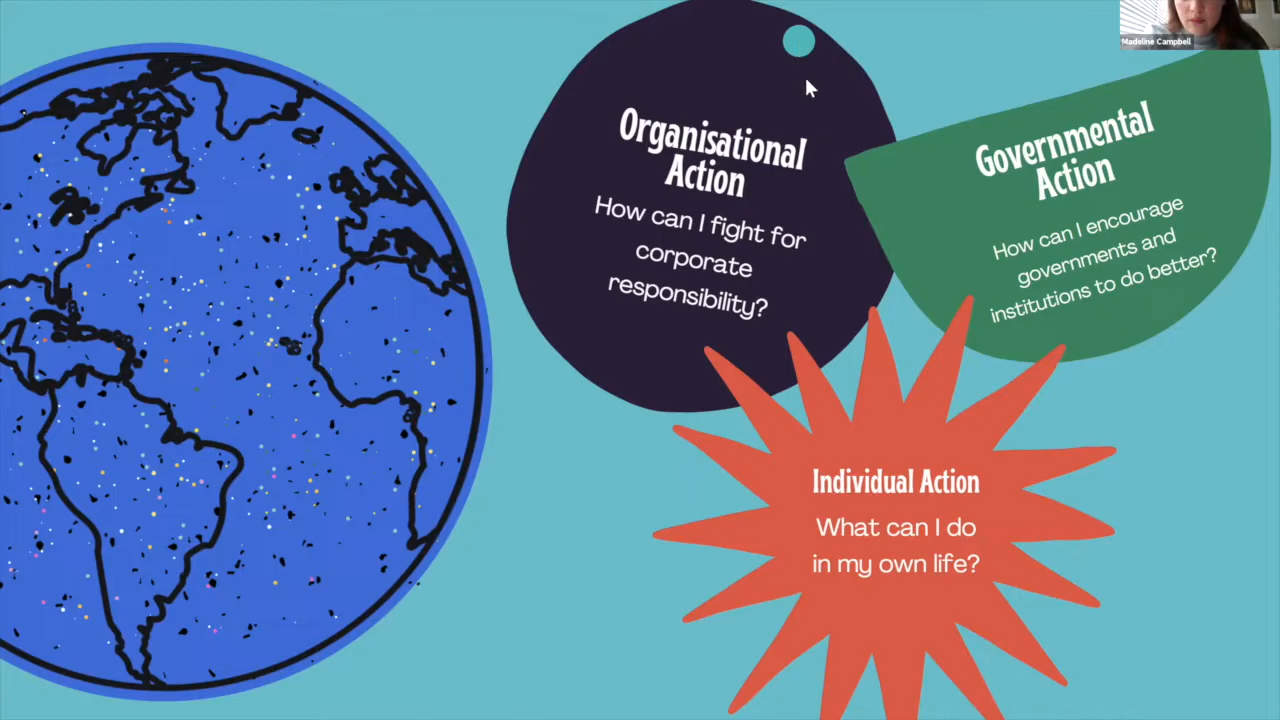 Madeline Campbell
Organisational
Action
How can I fight for
corporate
responsibility?
Governmental
Action
How can I encourage
governments and
institutions to do better?
Individual Action
What can I do
in my own life?